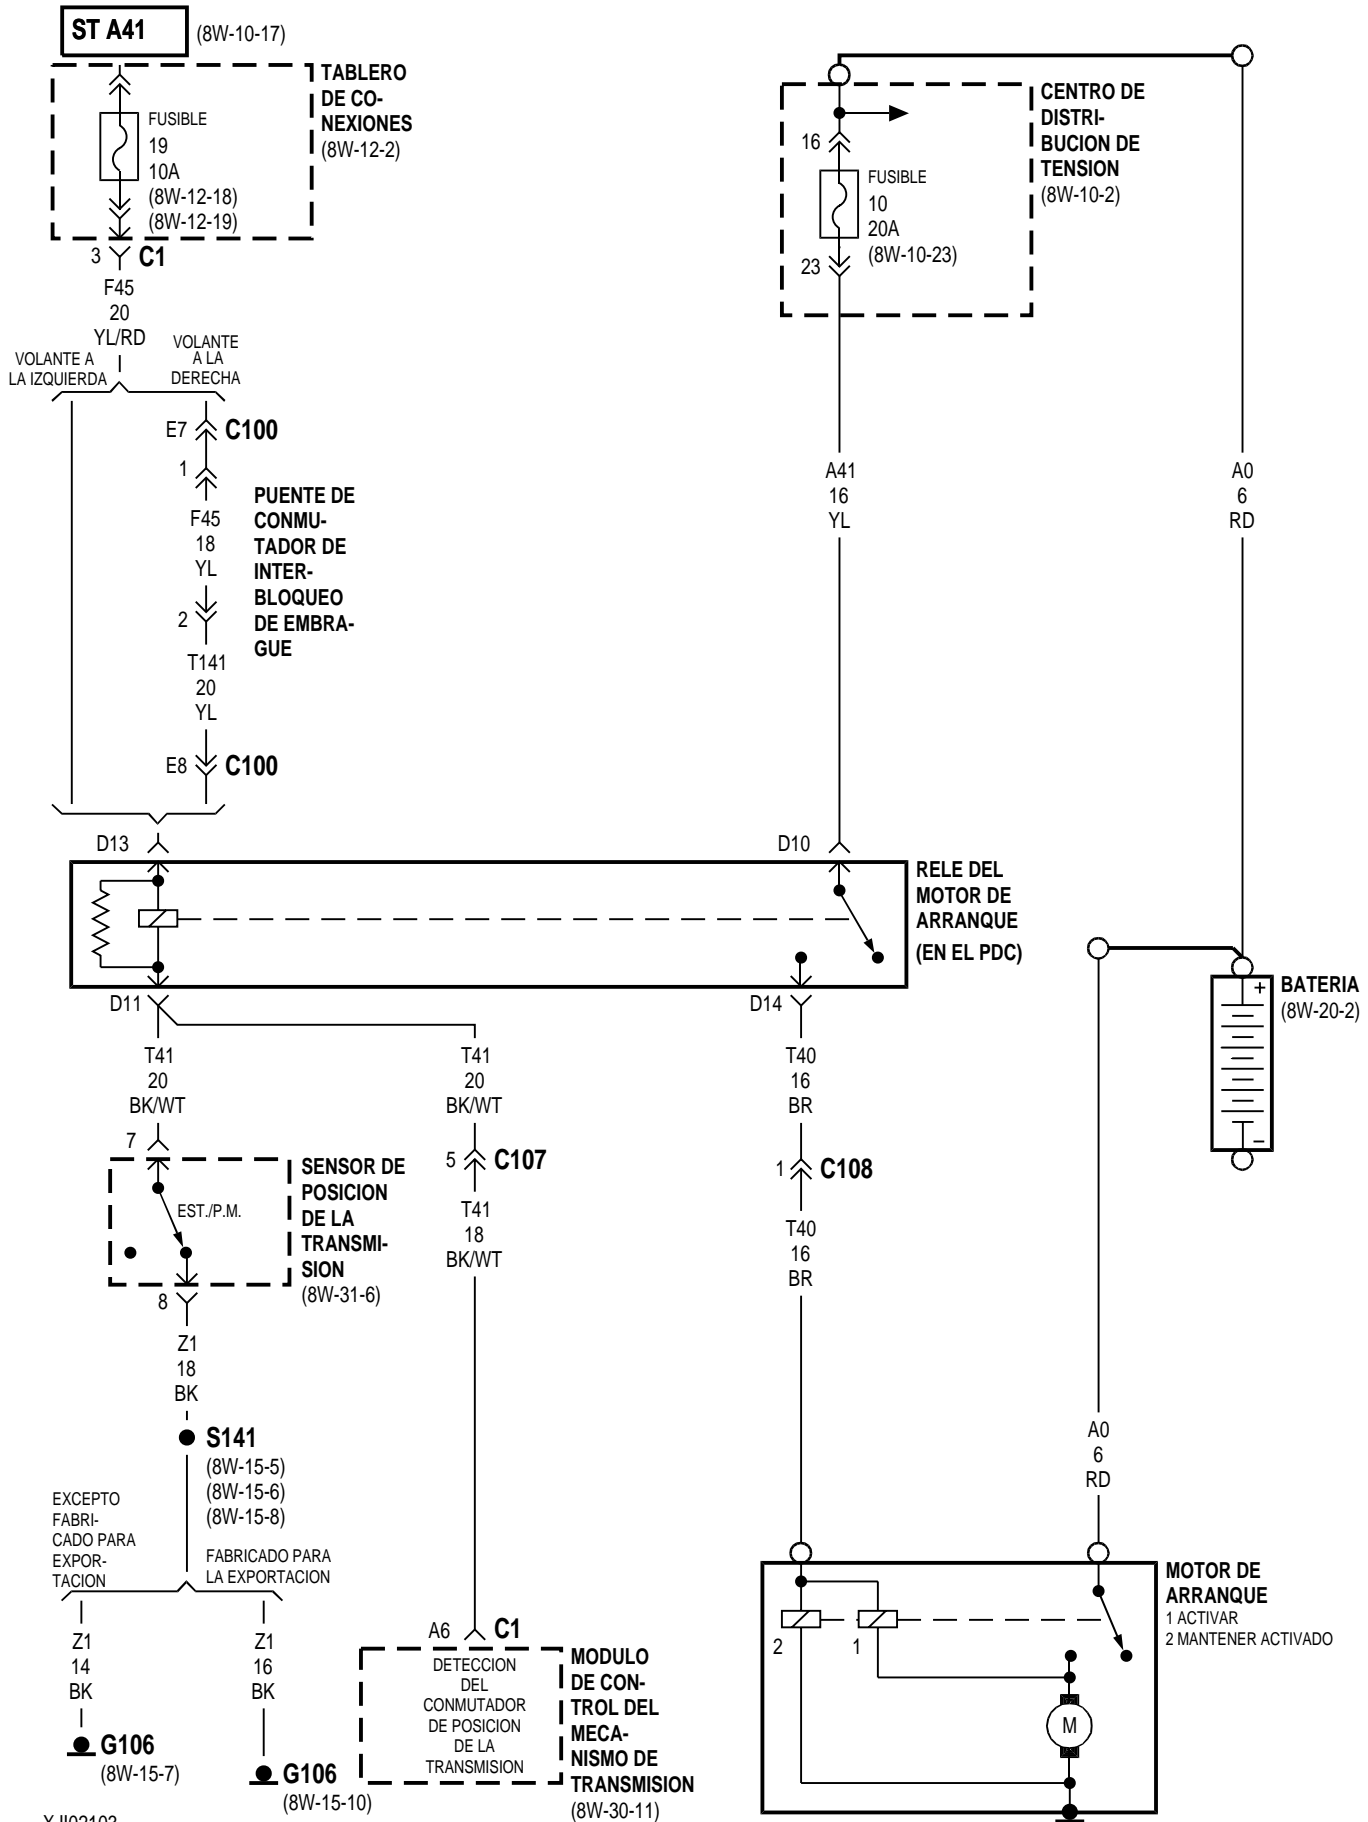 ST A41
(8W-10-17)
TABLERO
DE CO-
NEXIONES
(8W-12-2)
FUSIBLE
19
10A
(8W-12-18)
(8W-12-19)
3
C1
F45
20
YL/RD
VOLANTE A
LA IZQUIERDA
VOLANTE
A LA
DERECHA
E7
C100
1
F45
18
YL
2
PUENTE DE
CONMU-
TADOR DE
INTER-
BLOQUEO
DE EMBRA-
GUE
T141
20
YL
E8
C100
CENTRO DE
DISTRI-
BUCION DE
TENSION
(8W-10-2)
16
FUSIBLE
10
20A
(8W-10-23)
23
A41
16
YL
A0
6
RD
D13
D10
RELE DEL
MOTOR DE
ARRANQUE
(EN EL PDC)
D11
D14
BATERIA
(8W-20-2)
+
–
T41
20
BK/WT
T41
20
BK/WT
T40
16
BR
7
SENSOR DE
POSICION
DE LA
TRANSMI-
SION
(8W-31-6)
EST./P.M.
8
5
C107
T41
18
BK/WT
1
C108
T40
16
BR
Z1
18
BK
S141
(8W-15-5)
(8W-15-6)
(8W-15-8)
A0
6
RD
EXCEPTO
FABRI-
CADO PARA
EXPOR-
TACION
FABRICADO PARA
LA EXPORTACION
Z1
14
BK
G106
(8W-15-7)
Z1
16
BK
G106
(8W-15-10)
A6
C1
DETECCION
DEL
CONMUTADOR
DE POSICION
DE LA
TRANSMISION
MODULO
DE CON-
TROL DEL
MECA-
NISMO DE
TRANSMISION
(8W-30-11)
MOTOR DE
ARRANQUE
1 ACTIVAR
2 MANTENER ACTIVADO
2
1
M